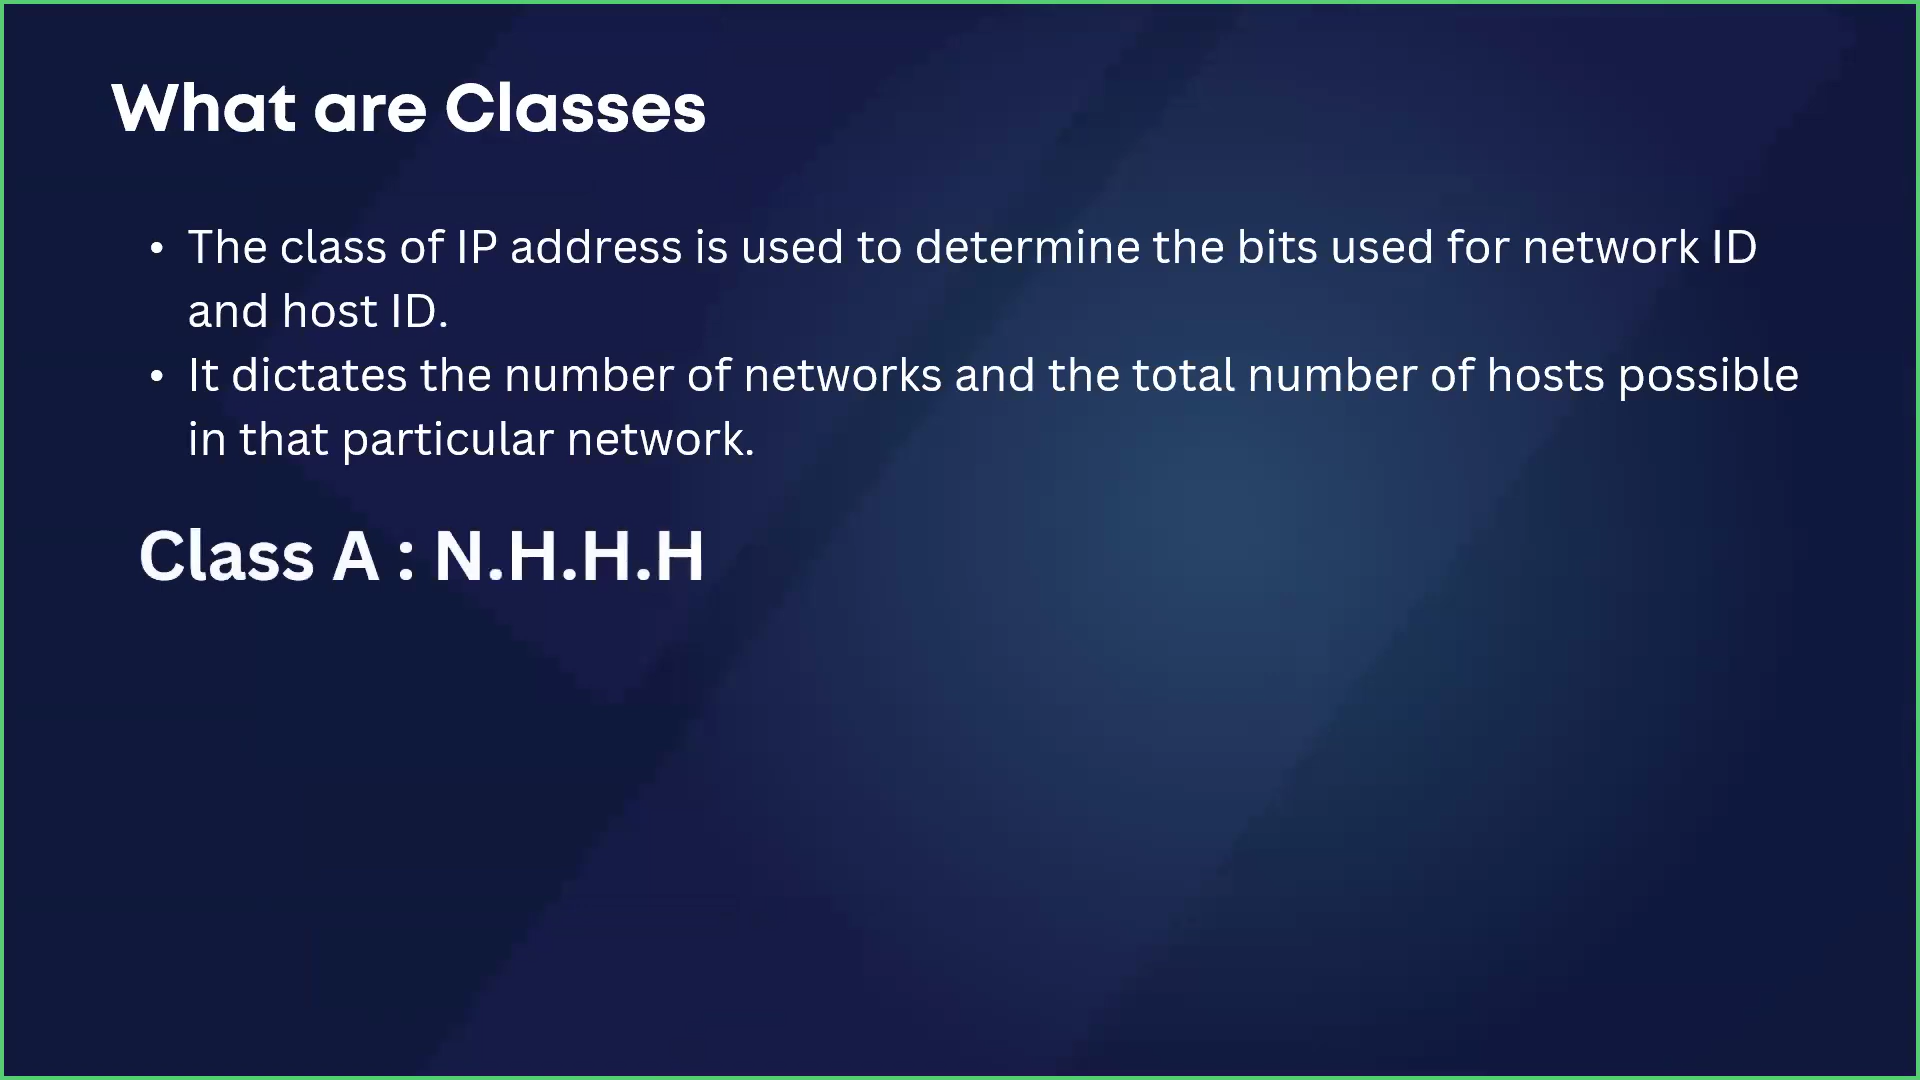 What are Classes
• The class of IP address is used to determine the bits used for network ID
and host ID.
• It dictates the number of networks and the total number of hosts possible
in that particular network.
Class A : N.H.H.H